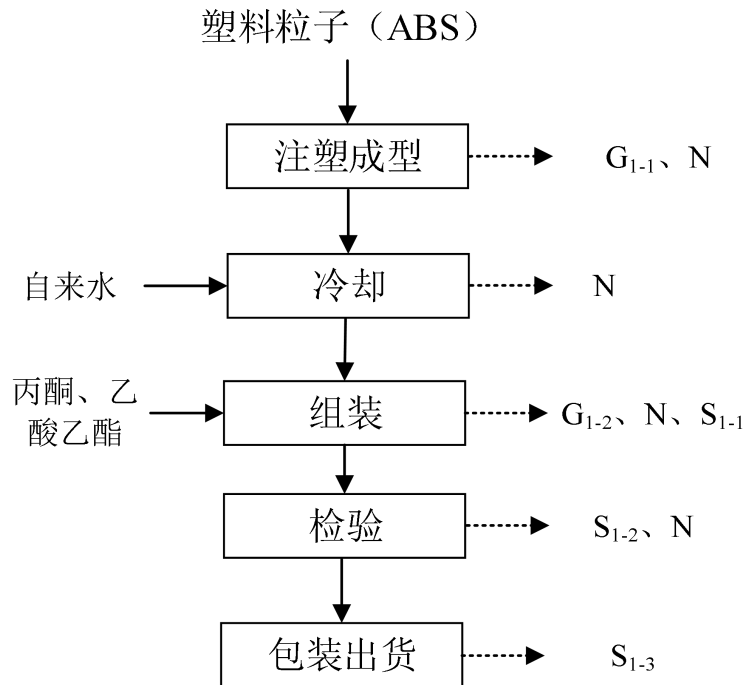 塑料粒子（ABS）
注塑成型
G1-1、N
自来水
冷却
N
丙酮、乙
酸乙酯
组装
G1-2、N、S1-1
检验
S1-2、N
包装出货
S1-3